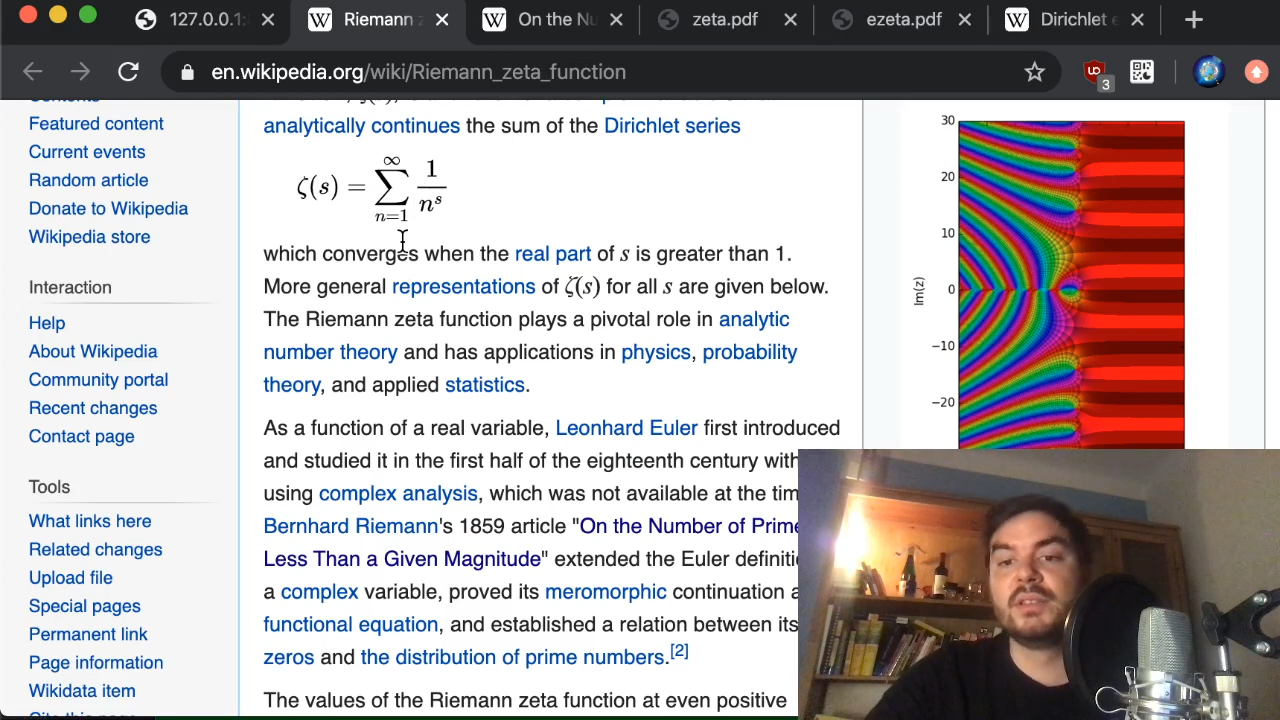 127.0.0.1:
Riemann z
On the Nu
zeta.pdf
ezeta.pdf
Dirichlet e
en.wikipedia.org/wiki/Riemann_zeta_function
3
Contents
Featured content
Current events
Random article
Donate to Wikipedia
Wikipedia store
Interaction
Help
About Wikipedia
Community portal
Recent changes
Contact page
Tools
What links here
Related changes
Upload file
Special pages
Permanent link
Page information
Wikidata item
Cite this page
analytically continues the sum of the Dirichlet series
ζ(s) = ∑_{n=1}^{∞} 1/n^s
which converges when the real part of s is greater than 1.
More general representations of ζ(s) for all s are given below.
The Riemann zeta function plays a pivotal role in analytic
number theory and has applications in physics, probability
theory, and applied statistics.
As a function of a real variable, Leonhard Euler first introduced
and studied it in the first half of the eighteenth century with
using complex analysis, which was not available at the tim
Bernhard Riemann's 1859 article "On the Number of Prime
Less Than a Given Magnitude" extended the Euler definiti
a complex variable, proved its meromorphic continuation a
functional equation, and established a relation between its
zeros and the distribution of prime numbers.[2]
The values of the Riemann zeta function at even positive
30
20
10
0
−10
−20
Im(z)